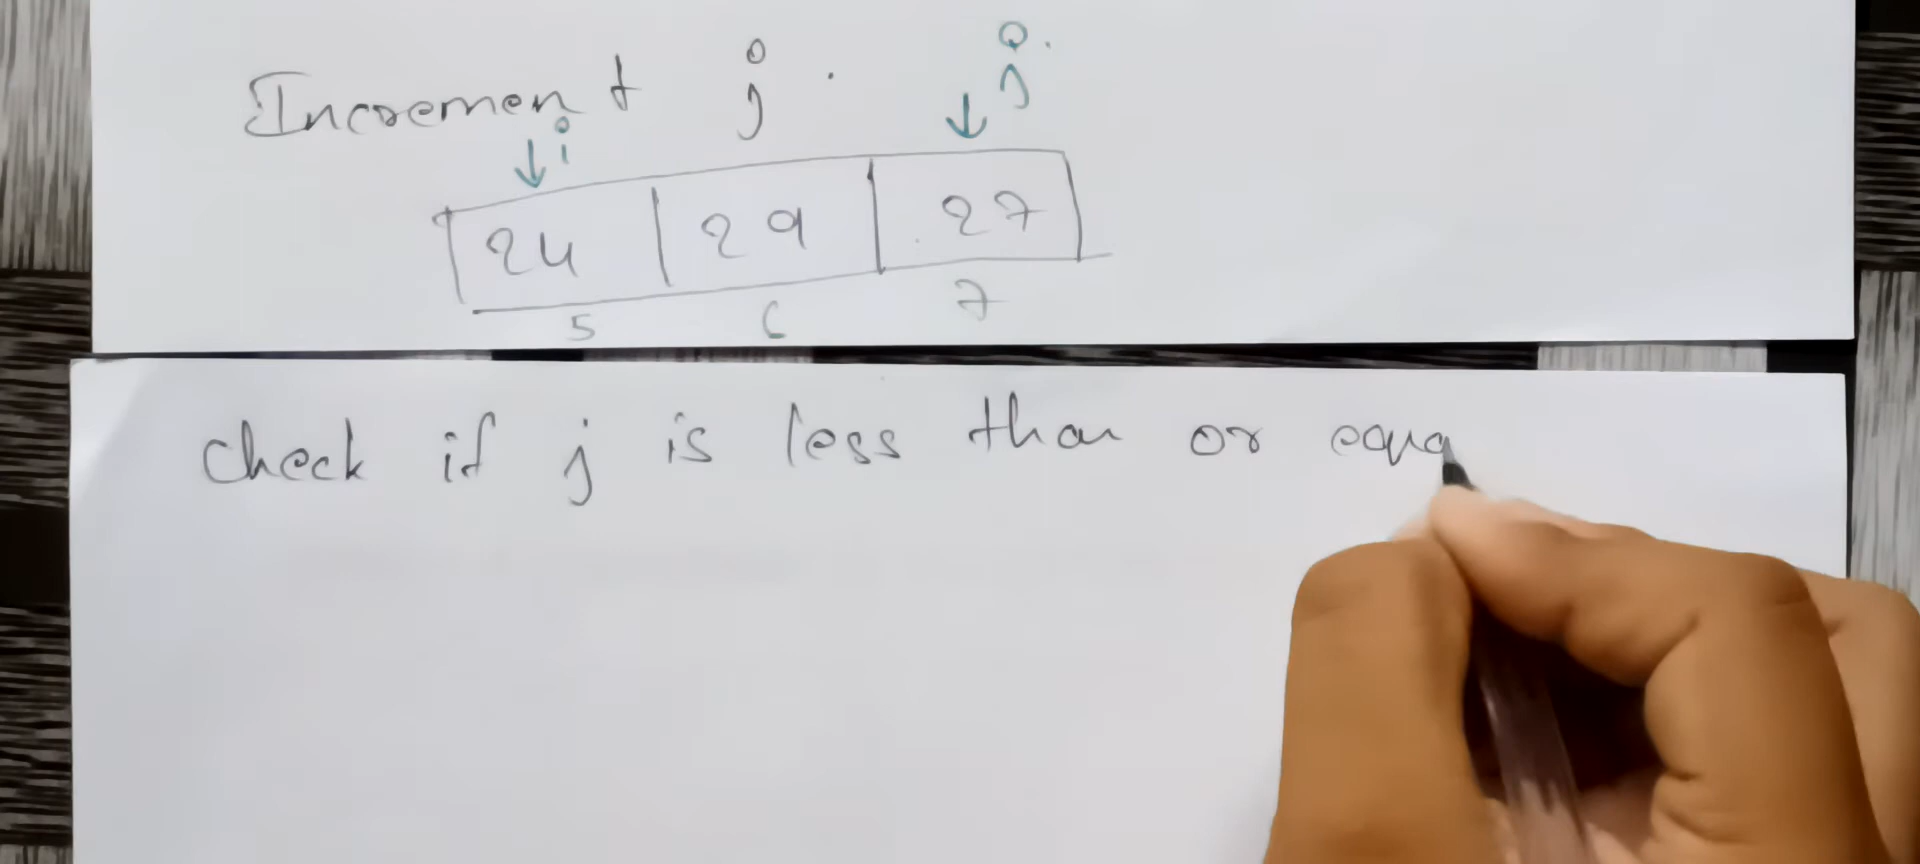 Increment j. j.
i
24 29 27
5 6 7
check if j is less than or equa